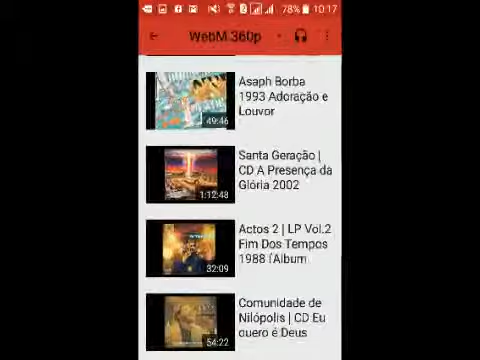 78% 10:17
WebM 360p
Asaph Borba
1993 Adoração e
Louvor
49:46
Santa Geração |
CD A Presença da
Glória 2002
1:12:48
Actos 2 | LP Vol.2
Fim Dos Tempos
1988 (Álbum
32:09
Comunidade de
Nilópolis | CD Eu
quero é Deus
54:22